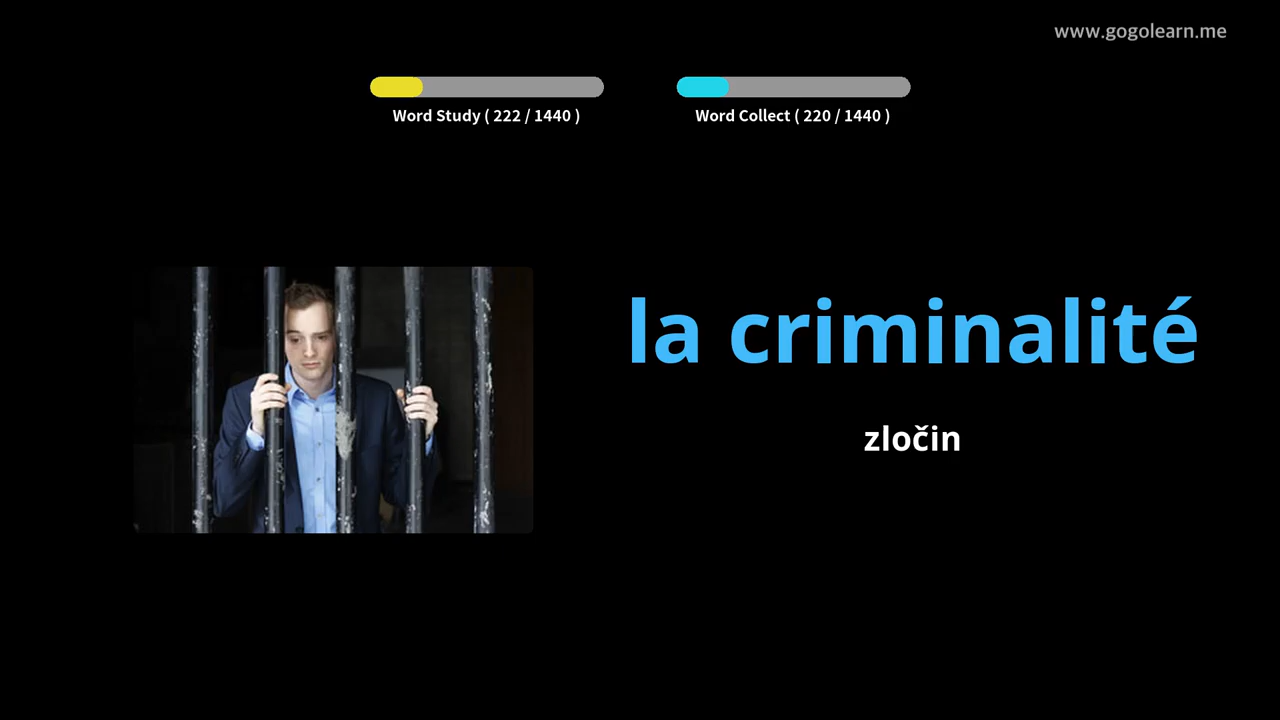 www.gogolearn.me
Word Study ( 222 / 1440 )
Word Collect ( 220 / 1440 )
la criminalité
zločin